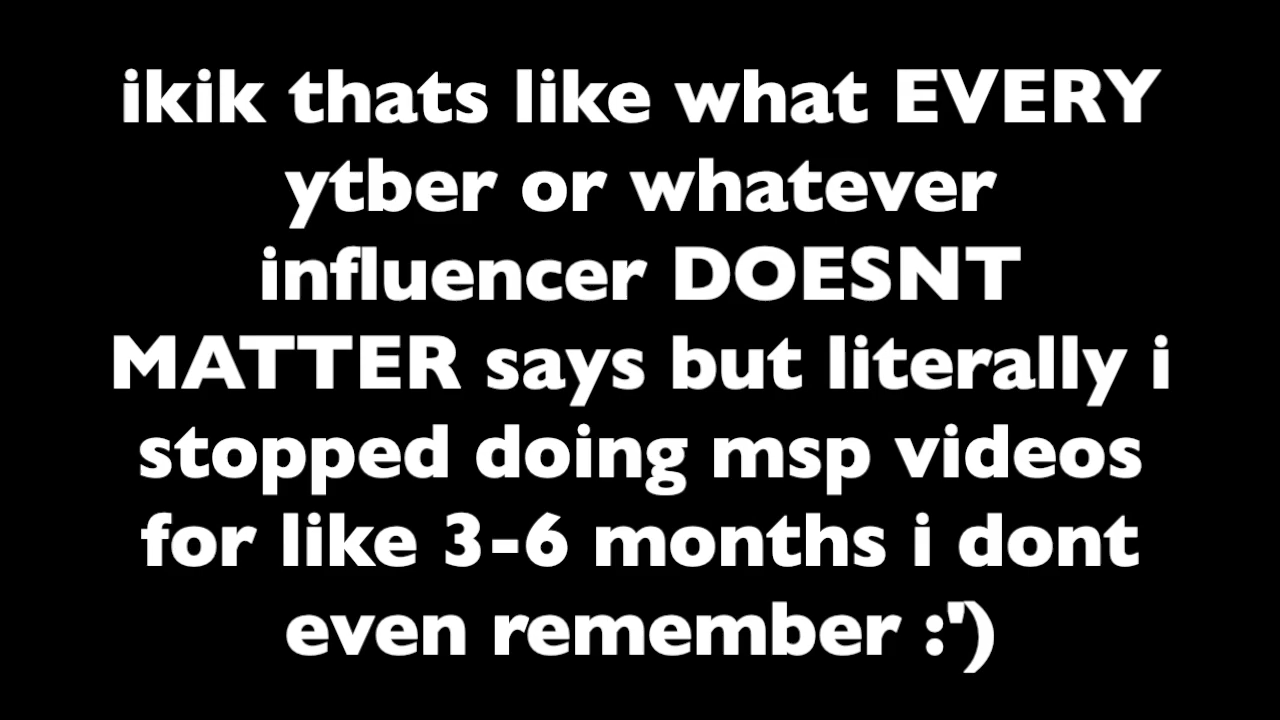 ikik thats like what EVERY
ytber or whatever
influencer DOESNT
MATTER says but literally i
stopped doing msp videos
for like 3-6 months i dont
even remember :')